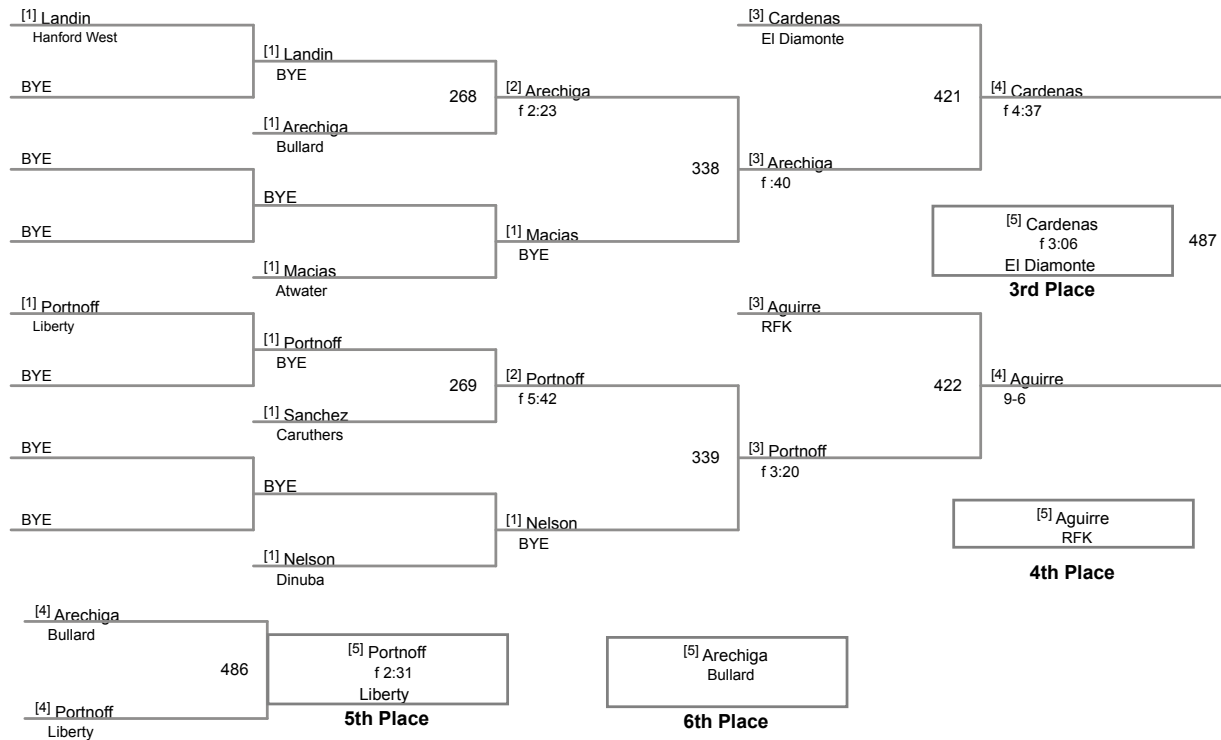 [1] Landin
Hanford West
BYE
[1] Landin
BYE
268
[1] Arechiga
Bullard
[2] Arechiga
f 2:23
BYE
BYE
BYE
[1] Macias
Atwater
[1] Macias
BYE
338
[3] Cardenas
El Diamonte
421
[3] Arechiga
f :40
[4] Cardenas
f 4:37
[5] Cardenas
f 3:06
El Diamonte
487
3rd Place
[1] Portnoff
Liberty
BYE
[1] Portnoff
BYE
269
[1] Sanchez
Caruthers
[2] Portnoff
f 5:42
BYE
BYE
BYE
[1] Nelson
Dinuba
[1] Nelson
BYE
339
[3] Aguirre
RFK
422
[3] Portnoff
f 3:20
[4] Aguirre
9-6
[5] Aguirre
RFK
4th Place
[4] Arechiga
Bullard
486
[4] Portnoff
Liberty
[5] Portnoff
f 2:31
Liberty
5th Place
[5] Arechiga
Bullard
6th Place